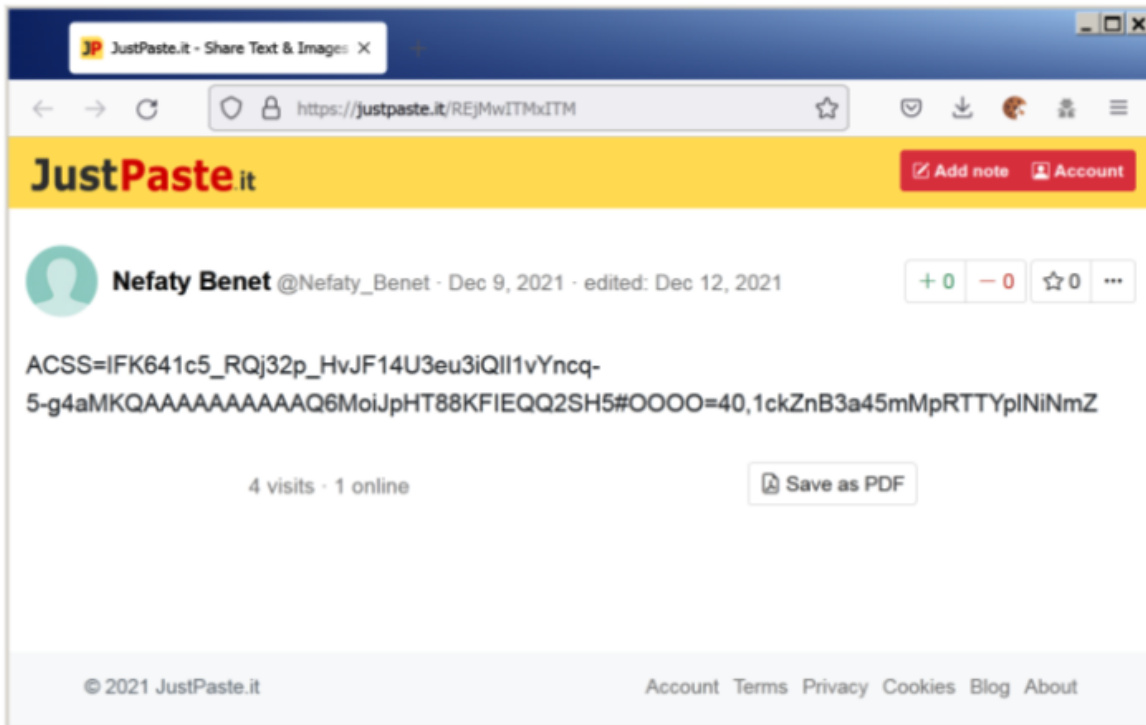 JP JustPaste.it - Share Text & Images
https://justpaste.it/REjMwITMxITM
JustPaste.it
Add note Account
Nefaty Benet @Nefaty_Benet · Dec 9, 2021 · edited: Dec 12, 2021
+ 0 − 0 0 ···
ACSS=IFK641c5_RQj32p_HvJF14U3eu3iQII1vYncq-
5-g4aMKQAAAAAAAAAAQ6MoiJpHT88KFIEQQ2SH5#OOOO=40,1ckZnB3a45mMpRTTYplNiNmZ
4 visits · 1 online
Save as PDF
© 2021 JustPaste.it
Account Terms Privacy Cookies Blog About